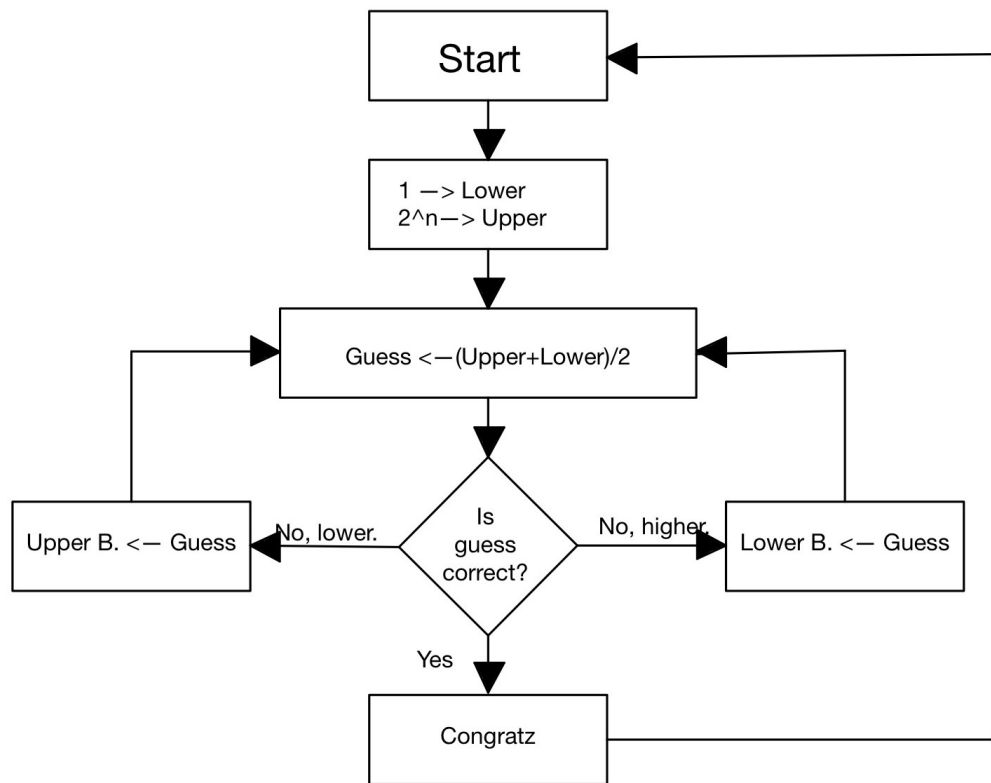 Start
1 —> Lower
2^n—> Upper
Guess <—(Upper+Lower)/2
Is
guess
correct?
No, lower.
No, higher.
Upper B. <— Guess
Lower B. <— Guess
Yes
Congratz